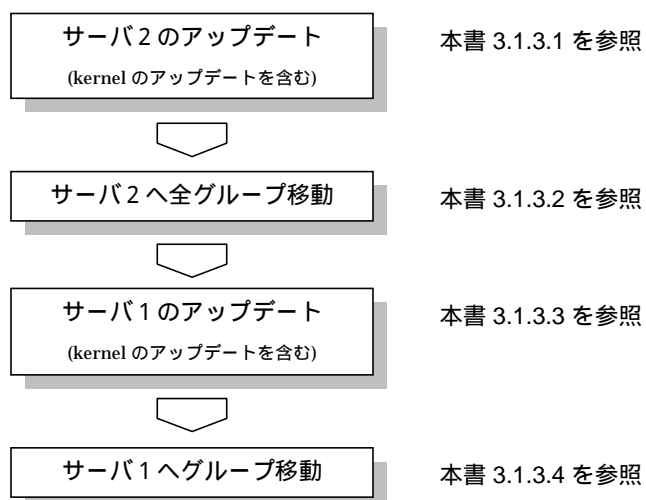 サーバ2のアップデート 本書 3.1.3.1 を参照
(kernel のアップデートを含む)
サーバ2へ全グループ移動 本書 3.1.3.2 を参照
サーバ1のアップデート 本書 3.1.3.3 を参照
(kernel のアップデートを含む)
サーバ1へグループ移動 本書 3.1.3.4 を参照